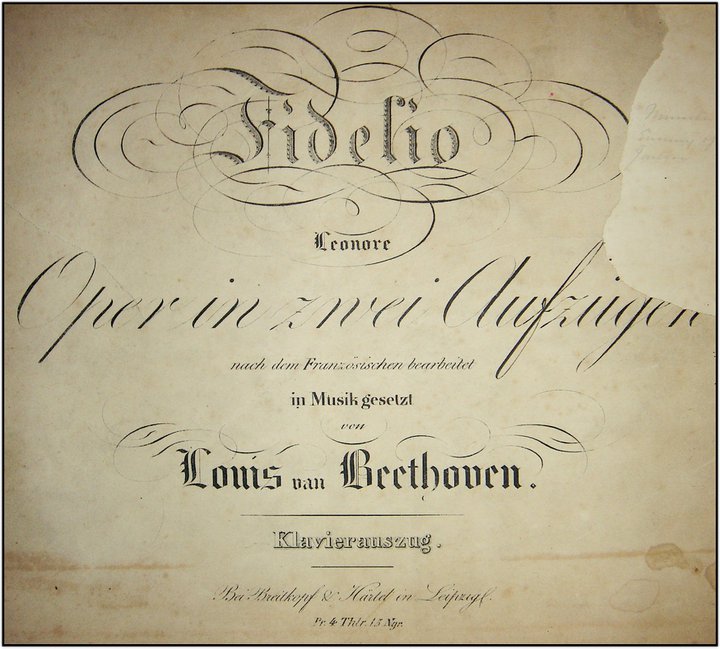 Fidelio
Leonore
Oper in zwei Aufzügen
nach dem Französischen bearbeitet
in Musik gesetzt
von
Louis van Beethoven.
Klavierauszug.
Bei Breitkopf & Härtel in Leipzig.
Pr. 4 Thlr. 15 Ngr.